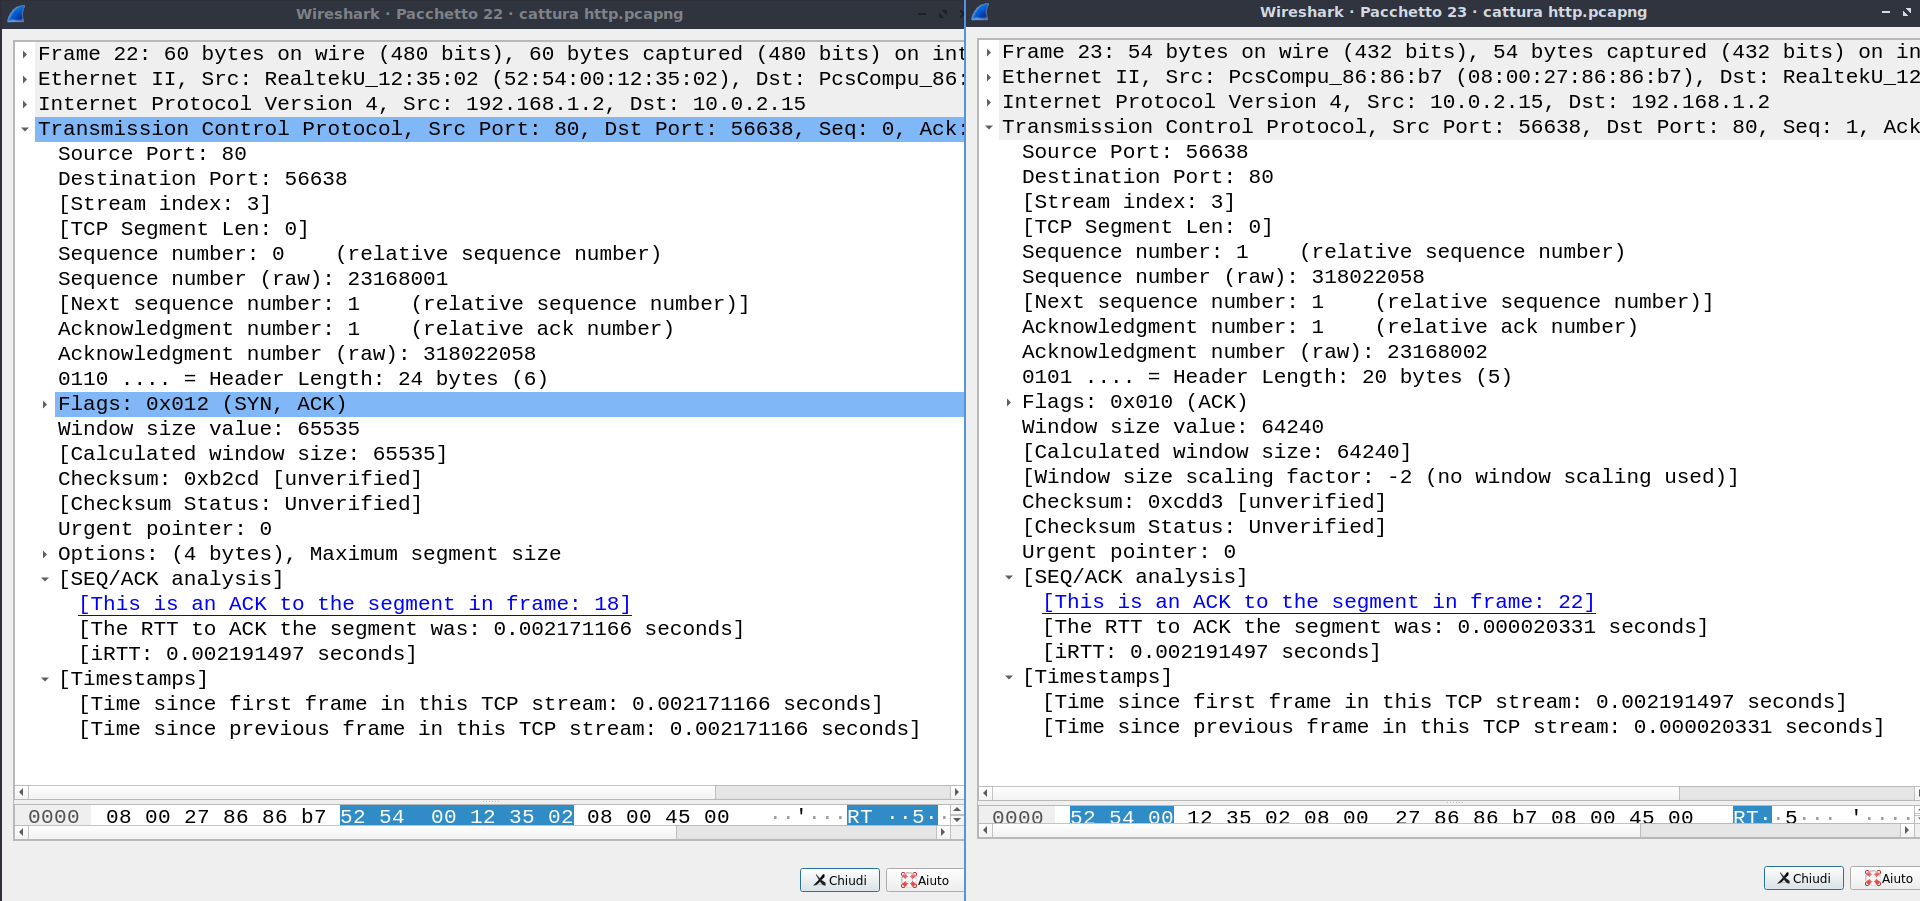 Wireshark · Pacchetto 22 · cattura http.pcapng
Frame 22: 60 bytes on wire (480 bits), 60 bytes captured (480 bits) on int
Ethernet II, Src: RealtekU_12:35:02 (52:54:00:12:35:02), Dst: PcsCompu_86:
Internet Protocol Version 4, Src: 192.168.1.2, Dst: 10.0.2.15
Transmission Control Protocol, Src Port: 80, Dst Port: 56638, Seq: 0, Ack:
Source Port: 80
Destination Port: 56638
[Stream index: 3]
[TCP Segment Len: 0]
Sequence number: 0    (relative sequence number)
Sequence number (raw): 23168001
[Next sequence number: 1    (relative sequence number)]
Acknowledgment number: 1    (relative ack number)
Acknowledgment number (raw): 318022058
0110 .... = Header Length: 24 bytes (6)
Flags: 0x012 (SYN, ACK)
Window size value: 65535
[Calculated window size: 65535]
Checksum: 0xb2cd [unverified]
[Checksum Status: Unverified]
Urgent pointer: 0
Options: (4 bytes), Maximum segment size
[SEQ/ACK analysis]
[This is an ACK to the segment in frame: 18]
[The RTT to ACK the segment was: 0.002171166 seconds]
[iRTT: 0.002191497 seconds]
[Timestamps]
[Time since first frame in this TCP stream: 0.002171166 seconds]
[Time since previous frame in this TCP stream: 0.002171166 seconds]
0000 08 00 27 86 86 b7 52 54 00 12 35 02 08 00 45 00 ··'···RT ··5··
Chiudi Aiuto
Wireshark · Pacchetto 23 · cattura http.pcapng
Frame 23: 54 bytes on wire (432 bits), 54 bytes captured (432 bits) on in
Ethernet II, Src: PcsCompu_86:86:b7 (08:00:27:86:86:b7), Dst: RealtekU_12
Internet Protocol Version 4, Src: 10.0.2.15, Dst: 192.168.1.2
Transmission Control Protocol, Src Port: 56638, Dst Port: 80, Seq: 1, Ack
Source Port: 56638
Destination Port: 80
[Stream index: 3]
[TCP Segment Len: 0]
Sequence number: 1    (relative sequence number)
Sequence number (raw): 318022058
[Next sequence number: 1    (relative sequence number)]
Acknowledgment number: 1    (relative ack number)
Acknowledgment number (raw): 23168002
0101 .... = Header Length: 20 bytes (5)
Flags: 0x010 (ACK)
Window size value: 64240
[Calculated window size: 64240]
[Window size scaling factor: -2 (no window scaling used)]
Checksum: 0xcdd3 [unverified]
[Checksum Status: Unverified]
Urgent pointer: 0
[SEQ/ACK analysis]
[This is an ACK to the segment in frame: 22]
[The RTT to ACK the segment was: 0.000020331 seconds]
[iRTT: 0.002191497 seconds]
[Timestamps]
[Time since first frame in this TCP stream: 0.002191497 seconds]
[Time since previous frame in this TCP stream: 0.000020331 seconds]
0000 52 54 00 12 35 02 08 00 27 86 86 b7 08 00 45 00 RT··5··· '····
Chiudi Aiuto